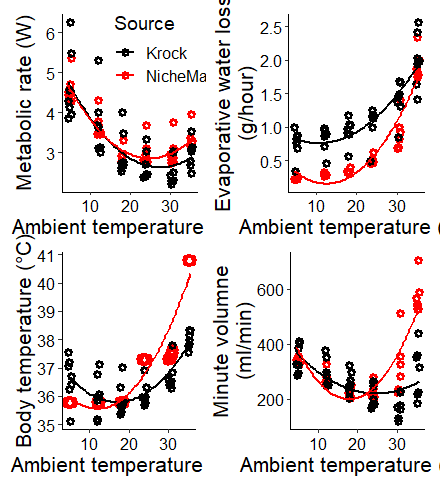 Source
Krock
NicheMa
Metabolic rate (W)
6
5
4
3
10 20 30
Ambient temperature
Evaporative water loss
(g/hour)
2.5
2.0
1.5
1.0
0.5
10 20 30
Ambient temperature (
Body temperature (°C)
41
40
39
38
37
36
35
10 20 30
Ambient temperature
Minute volumne
(ml/min)
600
400
200
10 20 30
Ambient temperature (